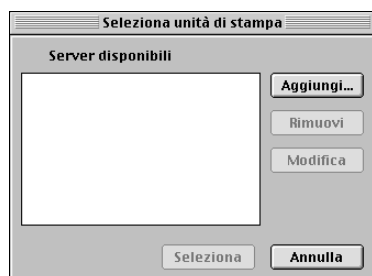 Seleziona unità di stampa
Server disponibili
Aggiungi...
Rimuovi
Modifica
Seleziona
Annulla